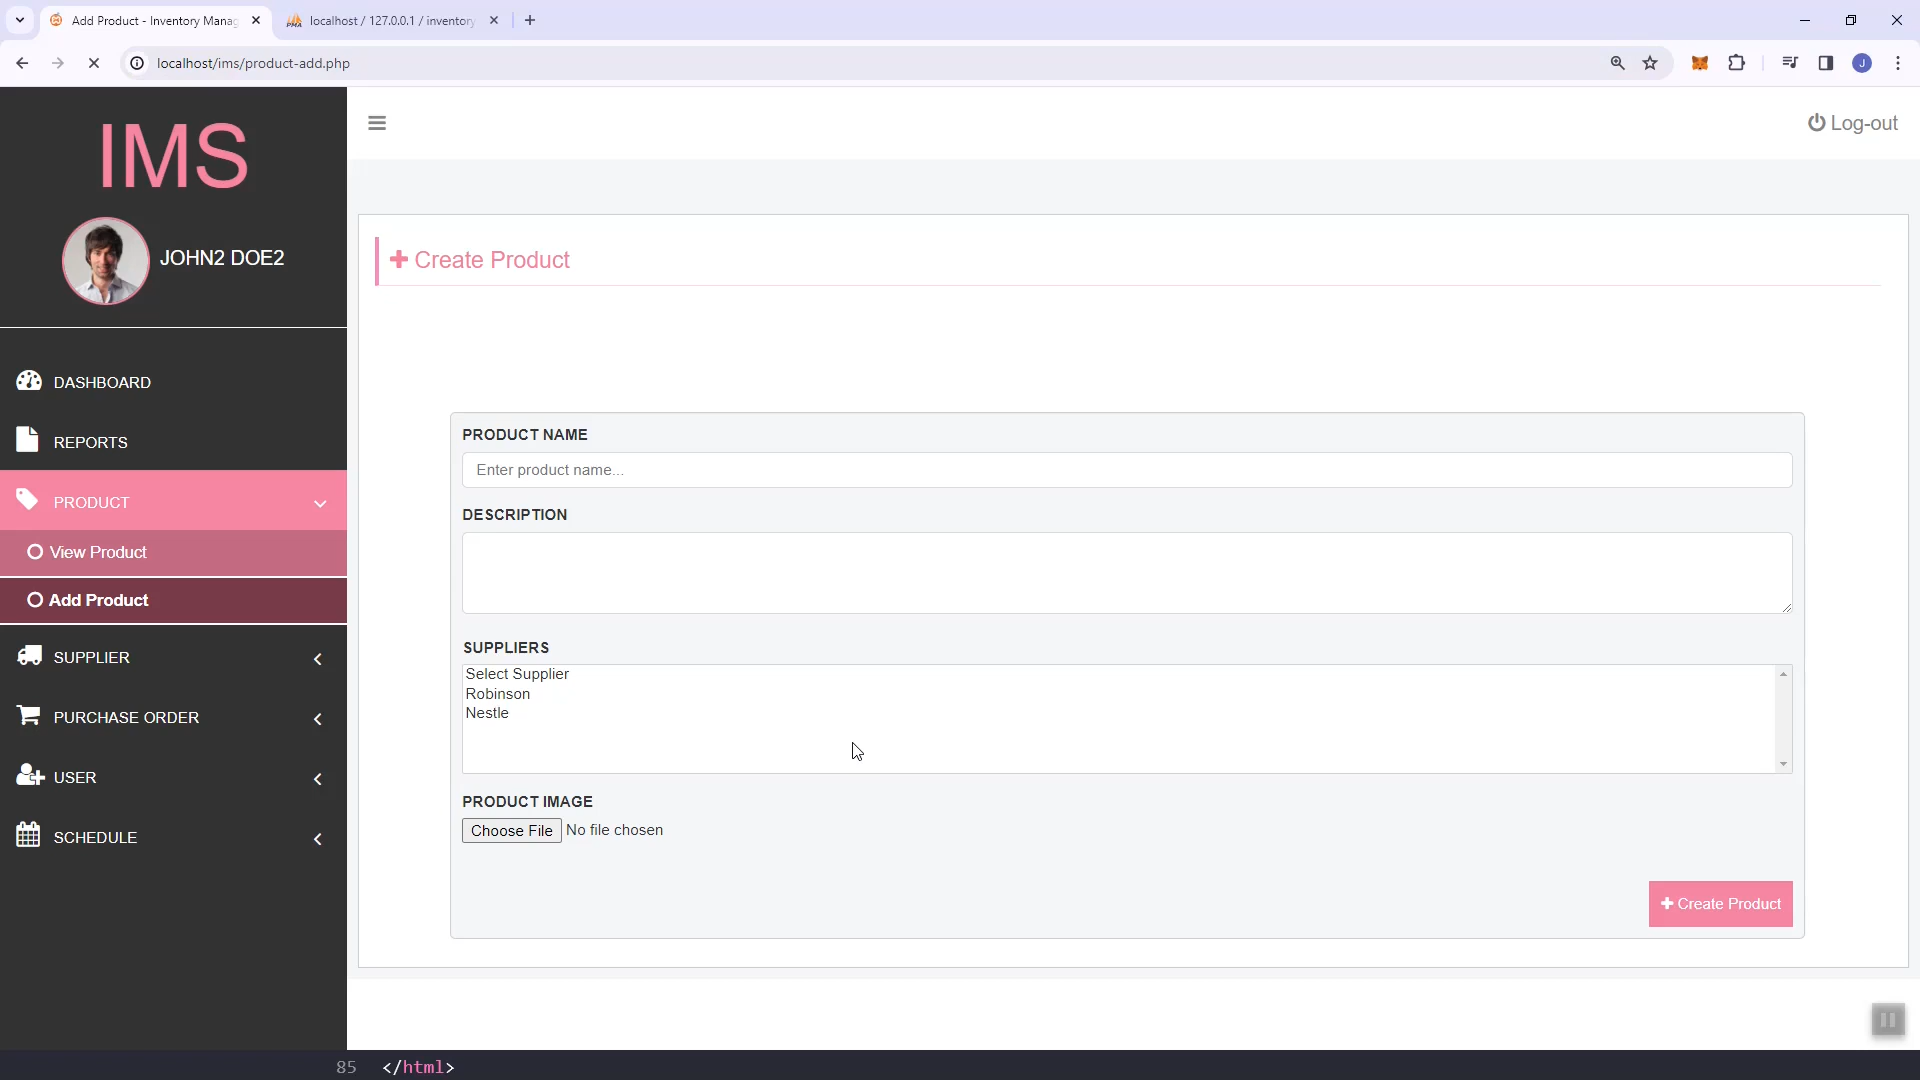 Add Product - Inventory Manag
localhost / 127.0.0.1 / inventory
localhost/ims/product-add.php
J
IMS
JOHN2 DOE2
DASHBOARD
REPORTS
PRODUCT
View Product
Add Product
SUPPLIER
PURCHASE ORDER
USER
SCHEDULE
Log-out
Create Product
PRODUCT NAME
Enter product name...
DESCRIPTION
SUPPLIERS
Select Supplier
Robinson
Nestle
PRODUCT IMAGE
Choose File No file chosen
Create Product
85 </html>